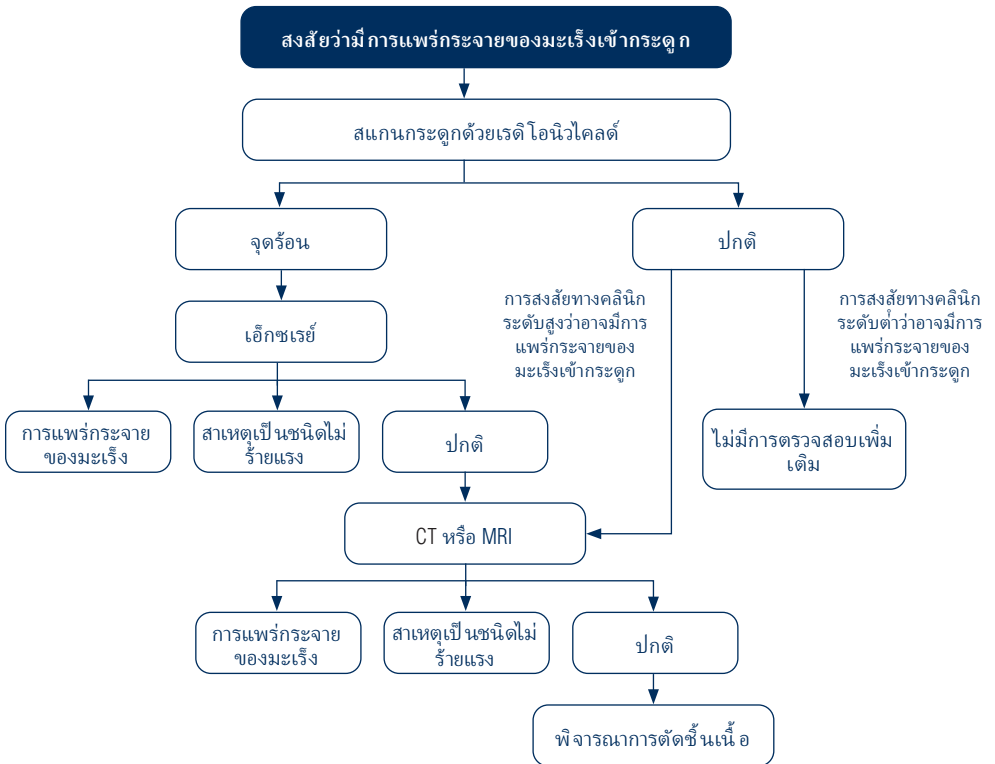 สงสัยว่ามีการแพร่กระจายของมะเร็งเข้ากระดูก
สแกนกระดูกด้วยเรดิโอนิวไคลด์
จุดร้อน
ปกติ
การสงสัยทางคลินิก
ระดับสูงว่าอาจมีการ
แพร่กระจายของ
มะเร็งเข้ากระดูก
การสงสัยทางคลินิก
ระดับต่ำว่าอาจมีการ
แพร่กระจายของ
มะเร็งเข้ากระดูก
เอ็กซเรย์
การแพร่กระจาย
ของมะเร็ง
สาเหตุเป็นชนิดไม่
ร้ายแรง
ปกติ
ไม่มีการตรวจสอบเพิ่ม
เติม
CT หรือ MRI
การแพร่กระจาย
ของมะเร็ง
สาเหตุเป็นชนิดไม่
ร้ายแรง
ปกติ
พิจารณาการตัดชิ้นเนื้อ